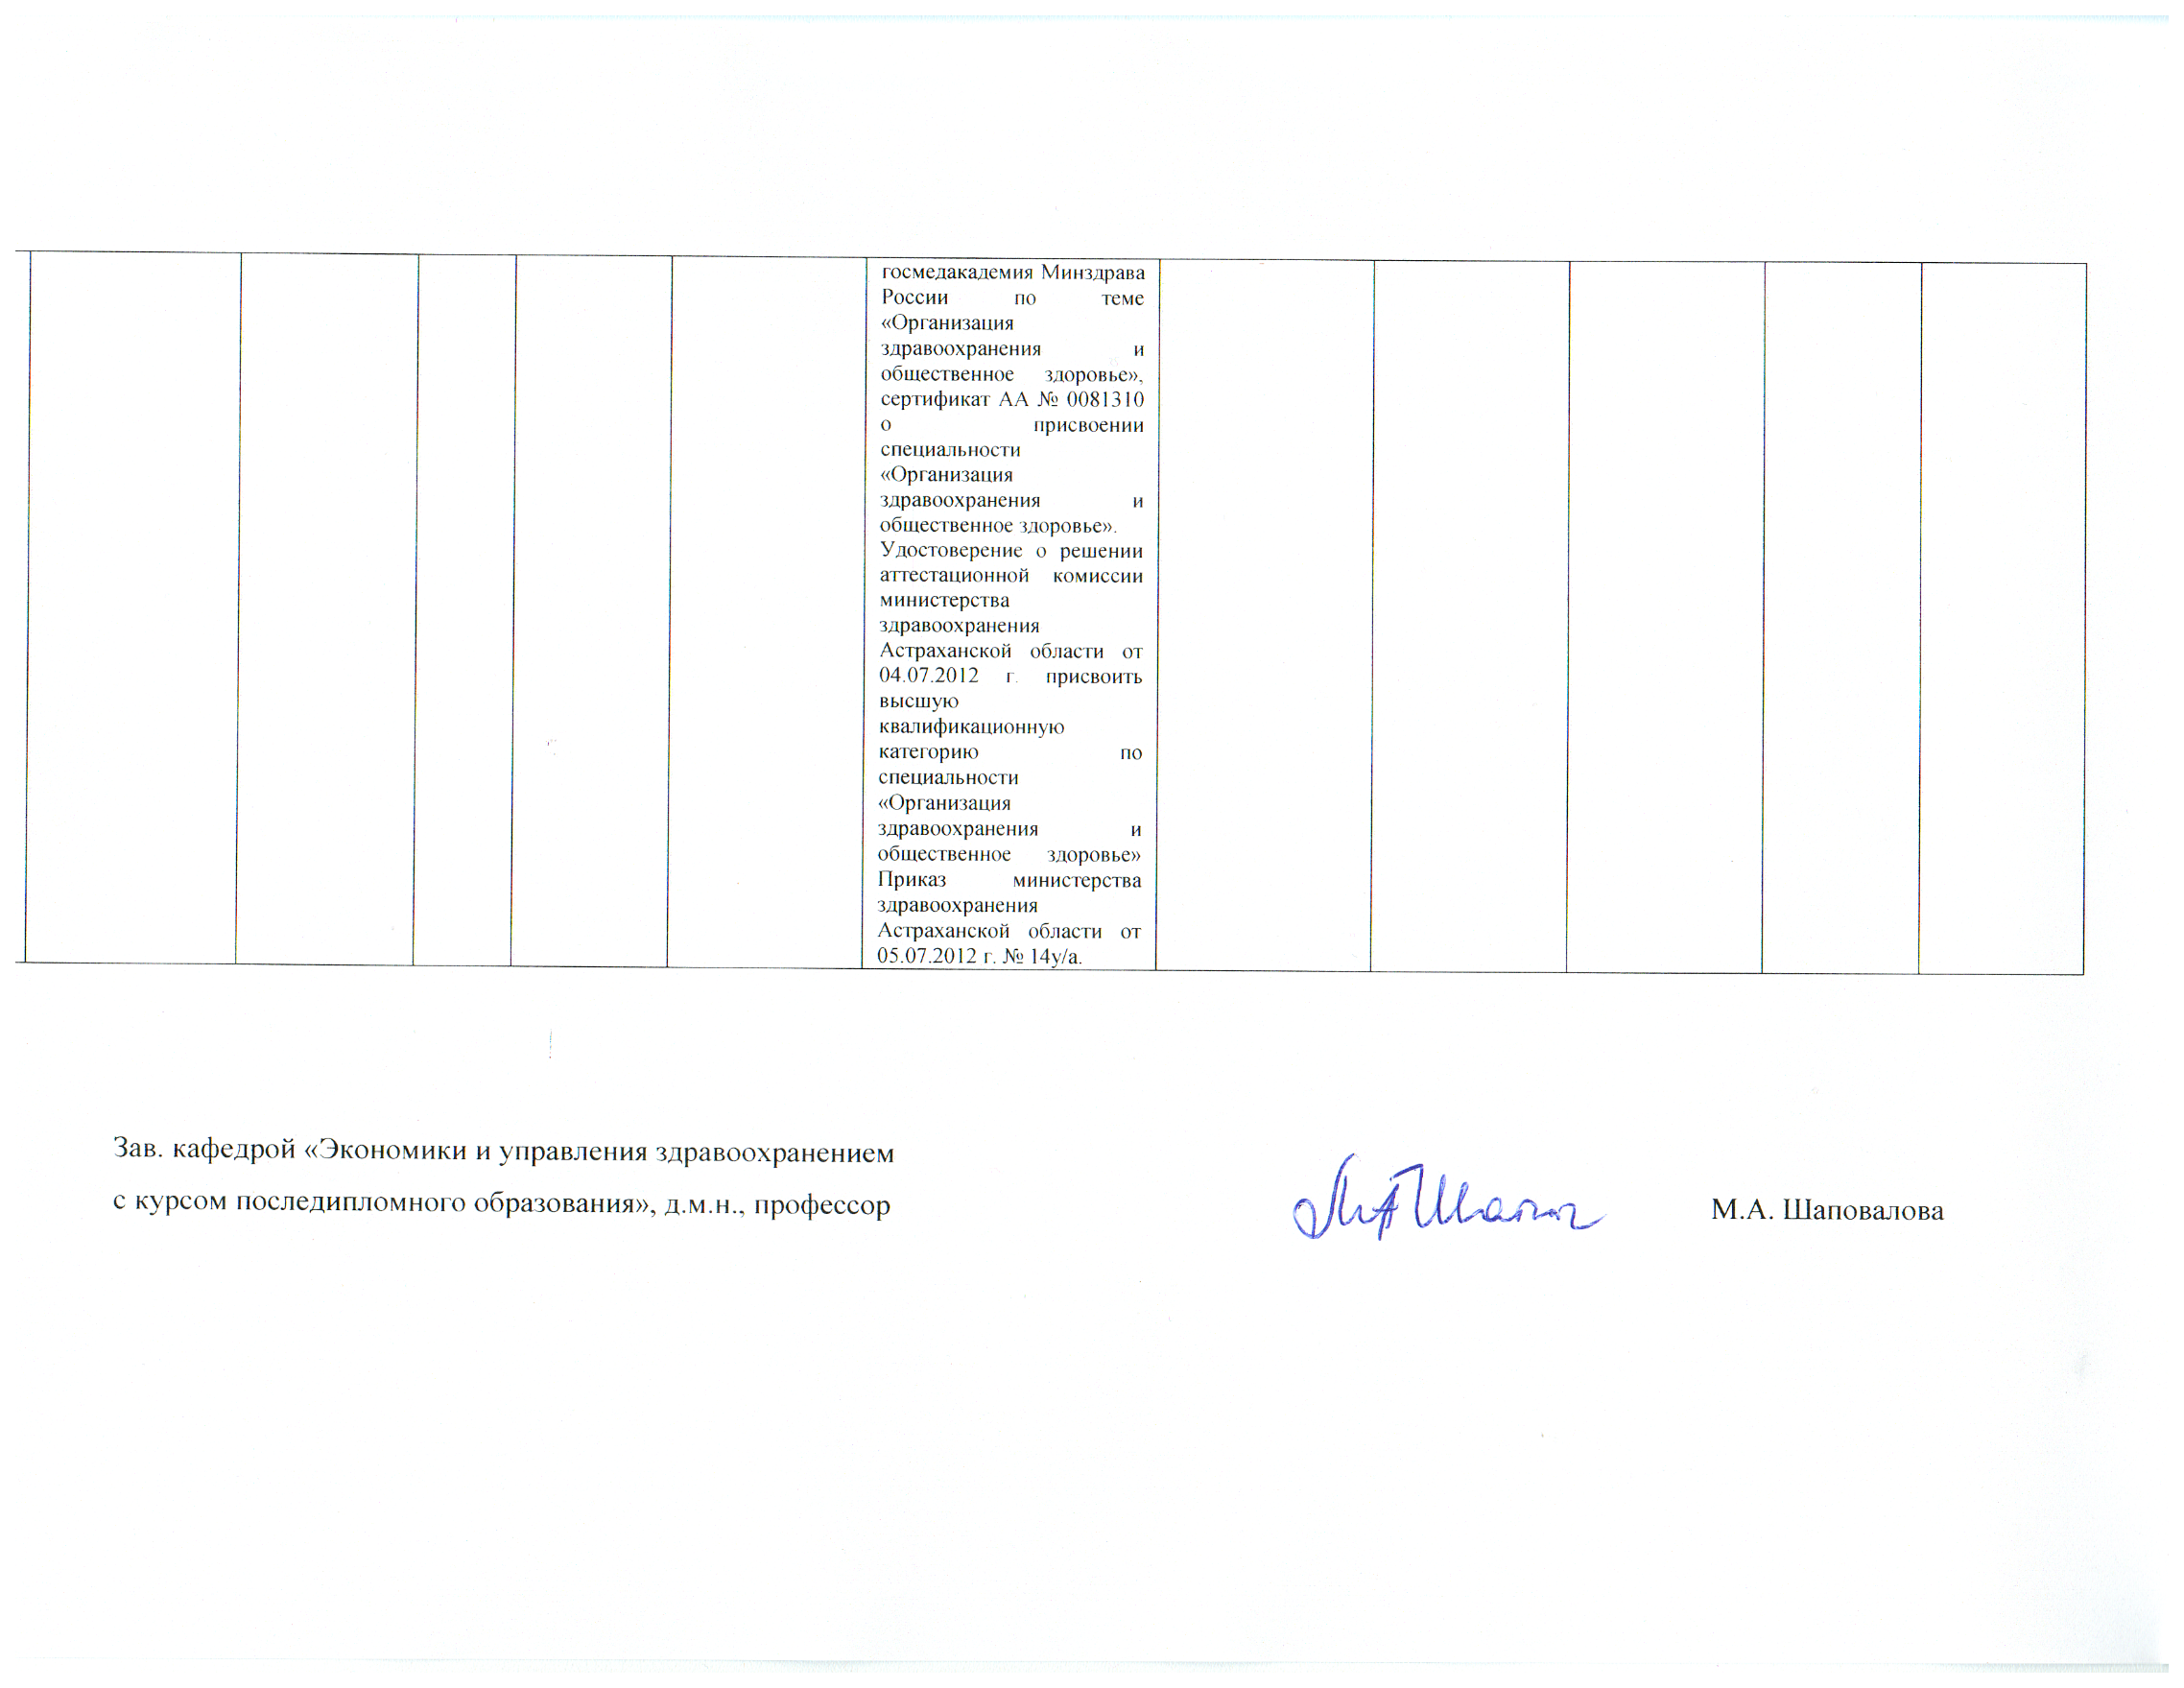 госмедакадемия Минздрава
России по теме
«Организация
здравоохранения и
общественное здоровье»,
сертификат АА № 0081310
о присвоении
специальности
«Организация
здравоохранения и
общественное здоровье».
Удостоверение о решении
аттестационной комиссии
министерства
здравоохранения
Астраханской области от
04.07.2012 г. присвоить
высшую
квалификационную
категорию по
специальности
«Организация
здравоохранения и
общественное здоровье»
Приказ министерства
здравоохранения
Астраханской области от
05.07.2012 г. № 14у/а.
Зав. кафедрой «Экономики и управления здравоохранением
с курсом последипломного образования», д.м.н., профессор
М.А. Шаповалова